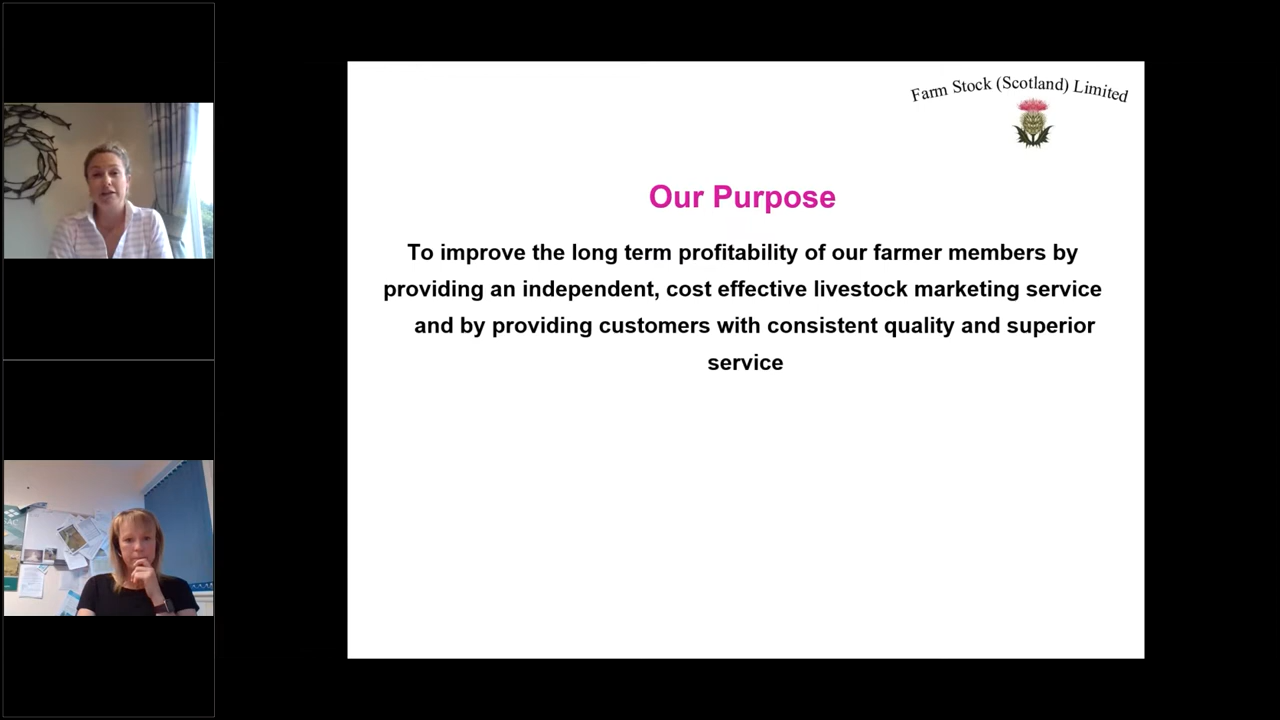 Farm Stock (Scotland) Limited
Our Purpose
To improve the long term profitability of our farmer members by
providing an independent, cost effective livestock marketing service
and by providing customers with consistent quality and superior
service